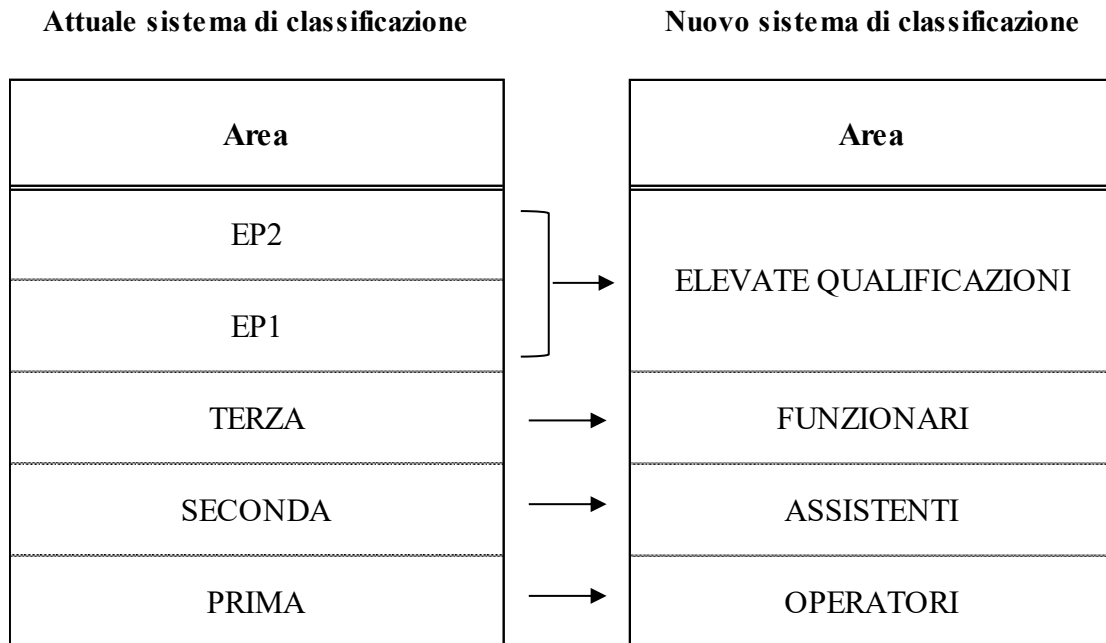 Attuale sistema di classificazione
Nuovo sistema di classificazione
Area
Area
EP2
EP1
ELEVATE QUALIFICAZIONI
TERZA
FUNZIONARI
SECONDA
ASSISTENTI
PRIMA
OPERATORI